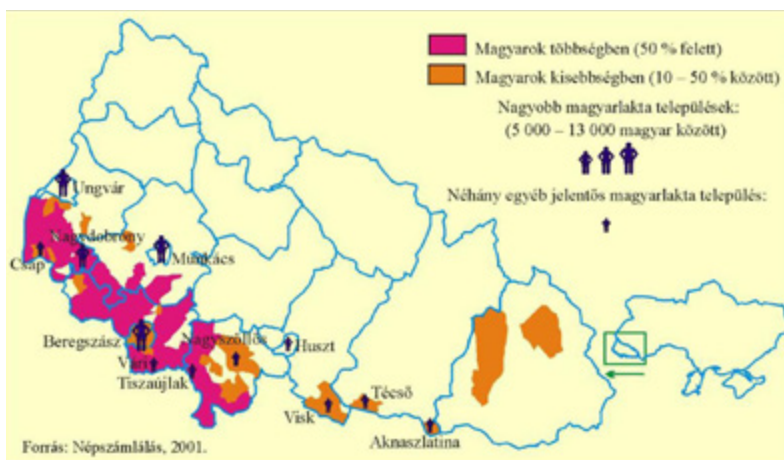 Magyarok többségben (50 % felett)
Magyarok kisebbségben (10 – 50 % között)
Nagyobb magyarlakta települések:
(5 000 – 13 000 magyar között)
Néhány egyéb jelentős magyarlakta település:
Ungvár
Nagydobrony
Munkács
Csap
Beregszász
Nagyszőllős
Huszt
Vári
Tiszaújlak
Técső
Visk
Aknaszlatina
Forrás: Népszámlálás, 2001.